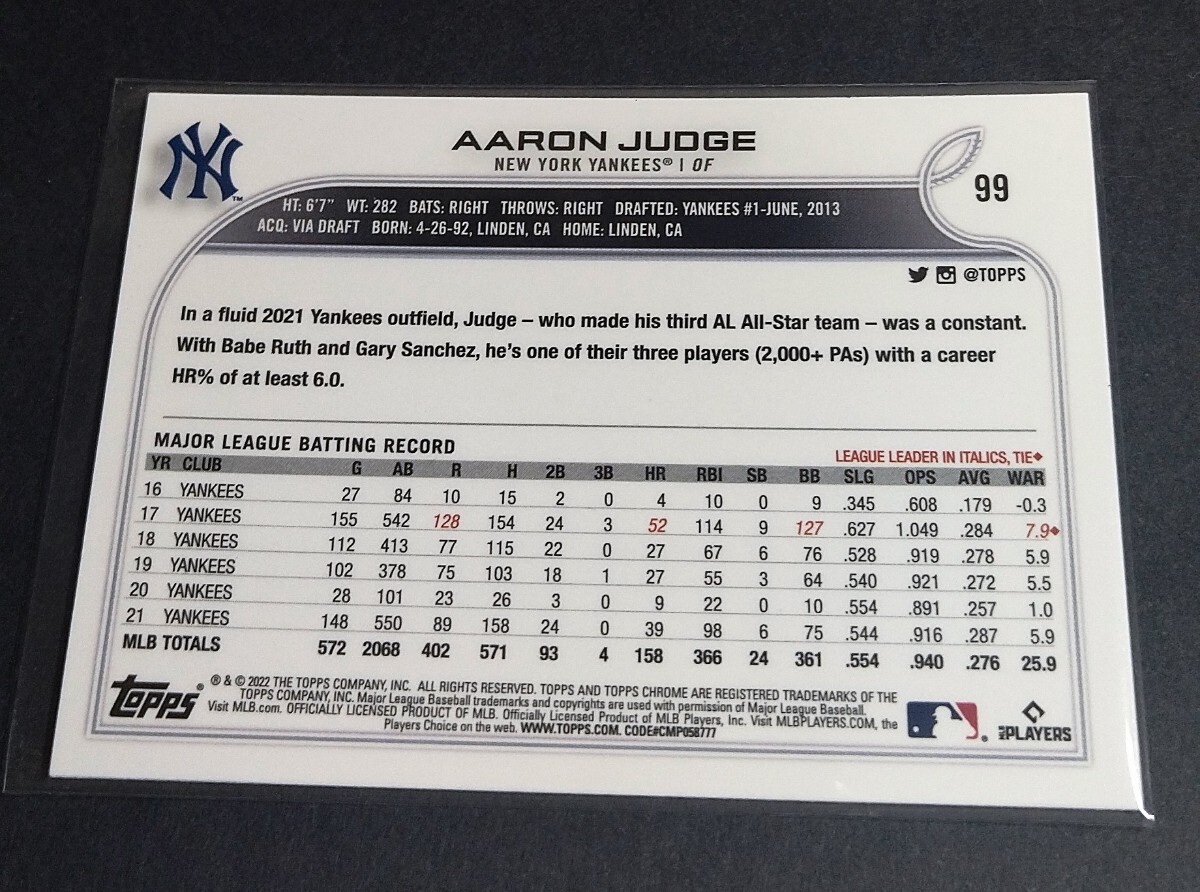 NY™
AARON JUDGE
NEW YORK YANKEES® | OF
99
HT: 6'7" WT: 282 BATS: RIGHT THROWS: RIGHT DRAFTED: YANKEES #1-JUNE, 2013
ACQ: VIA DRAFT BORN: 4-26-92, LINDEN, CA HOME: LINDEN, CA
@TOPPS
In a fluid 2021 Yankees outfield, Judge – who made his third AL All-Star team – was a constant.
With Babe Ruth and Gary Sanchez, he's one of their three players (2,000+ PAs) with a career
HR% of at least 6.0.
MAJOR LEAGUE BATTING RECORD
LEAGUE LEADER IN ITALICS, TIE◆
YR CLUB G AB R H 2B 3B HR RBI SB BB SLG OPS AVG WAR
16 YANKEES 27 84 10 15 2 0 4 10 0 9 .345 .608 .179 -0.3
17 YANKEES 155 542 128 154 24 3 52 114 9 127 .627 1.049 .284 7.9◆
18 YANKEES 112 413 77 115 22 0 27 67 6 76 .528 .919 .278 5.9
19 YANKEES 102 378 75 103 18 1 27 55 3 64 .540 .921 .272 5.5
20 YANKEES 28 101 23 26 3 0 9 22 0 10 .554 .891 .257 1.0
21 YANKEES 148 550 89 158 24 0 39 98 6 75 .544 .916 .287 5.9
MLB TOTALS 572 2068 402 571 93 4 158 366 24 361 .554 .940 .276 25.9
topps®
® & © 2022 THE TOPPS COMPANY, INC. ALL RIGHTS RESERVED. TOPPS AND TOPPS CHROME ARE REGISTERED TRADEMARKS OF THE
TOPPS COMPANY, INC. Major League Baseball trademarks and copyrights are used with permission of Major League Baseball.
Visit MLB.com. OFFICIALLY LICENSED PRODUCT OF MLB. Officially Licensed Product of MLB Players, Inc. Visit MLBPLAYERS.COM, the
Players Choice on the web. WWW.TOPPS.COM. CODE#CMP058777
®
MLB PLAYERS